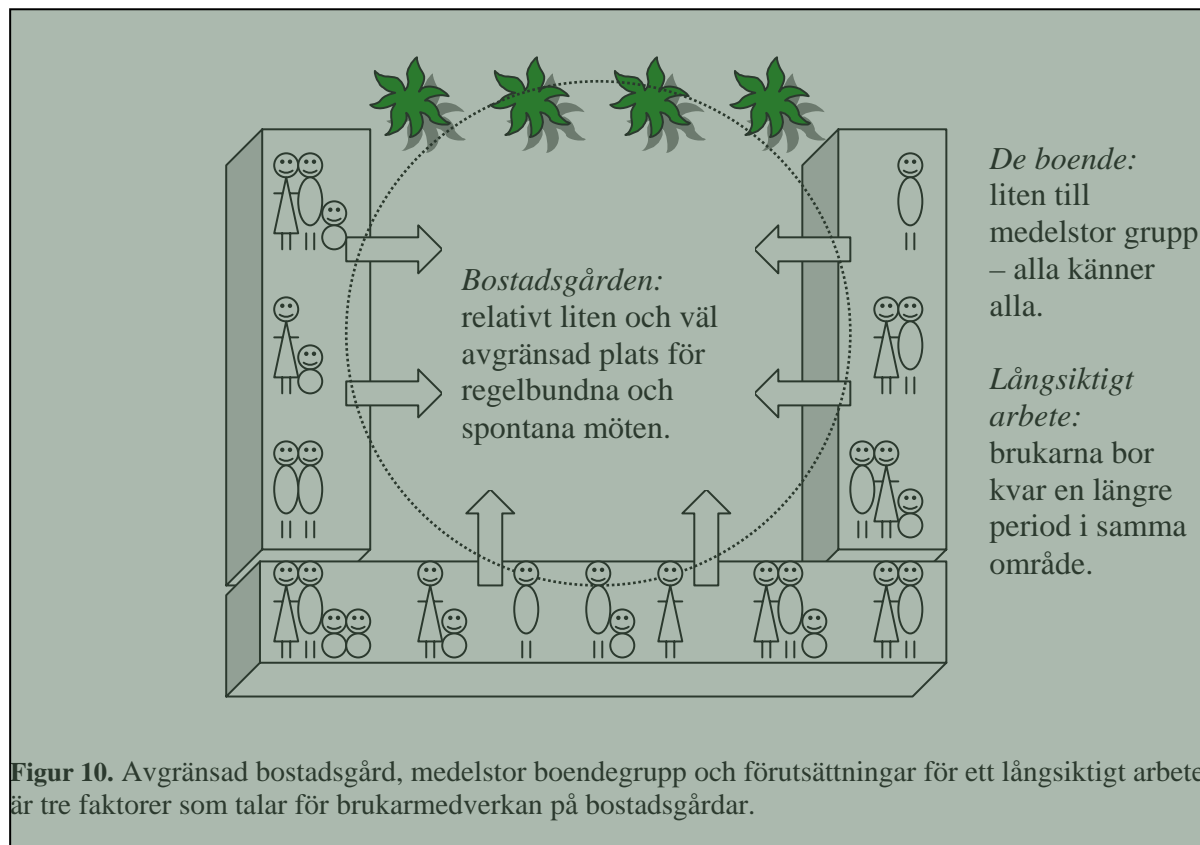 Bostadsgården:
relativt liten och väl
avgränsad plats för
regelbundna och
spontana möten.
De boende:
liten till
medelstor grupp
– alla känner
alla.
Långsiktigt
arbete:
brukarna bor
kvar en längre
period i samma
område.
Figur 10. Avgränsad bostadsgård, medelstor boendegrupp och förutsättningar för ett långsiktigt arbete
är tre faktorer som talar för brukarmedverkan på bostadsgårdar.